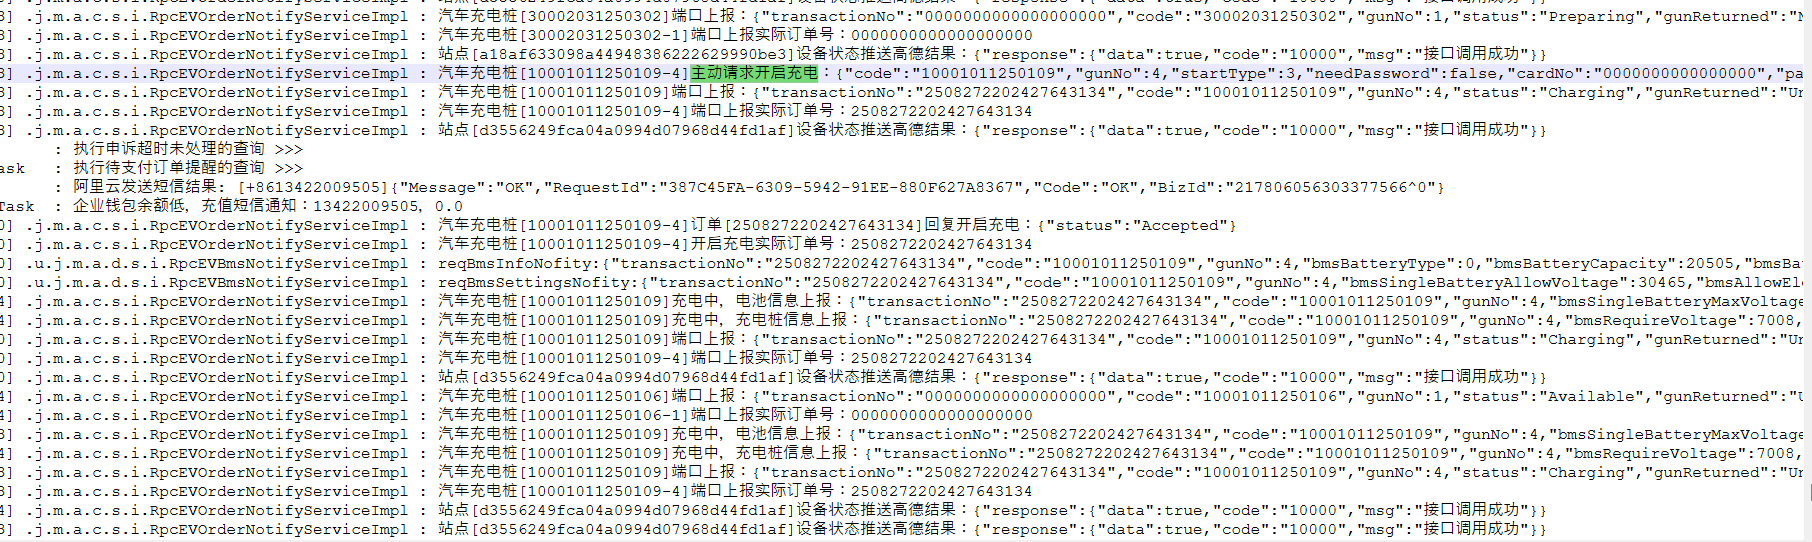 3] .j.m.a.c.s.i.RpcEVOrderNotifyServiceImpl : 汽车充电桩[30002031250302]端口上报：{"transactionNo":"0000000000000000000","code":"30002031250302","gunNo":1,"status":"Preparing","gunReturned":"N
3] .j.m.a.c.s.i.RpcEVOrderNotifyServiceImpl : 汽车充电桩[30002031250302-1]端口上报实际订单号：0000000000000000000
3] .j.m.a.c.s.i.RpcEVOrderNotifyServiceImpl : 站点[a18af633098a44948386222629990be3]设备状态推送高德结果：{"response":{"data":true,"code":"10000","msg":"接口调用成功"}}
3] .j.m.a.c.s.i.RpcEVOrderNotifyServiceImpl : 汽车充电桩[10001011250109-4]主动请求开启充电：{"code":"10001011250109","gunNo":4,"startType":3,"needPassword":false,"cardNo":"0000000000000000","pa
3] .j.m.a.c.s.i.RpcEVOrderNotifyServiceImpl : 汽车充电桩[10001011250109]端口上报：{"transactionNo":"2508272202427643134","code":"10001011250109","gunNo":4,"status":"Charging","gunReturned":"Un
3] .j.m.a.c.s.i.RpcEVOrderNotifyServiceImpl : 汽车充电桩[10001011250109-4]端口上报实际订单号：2508272202427643134
3] .j.m.a.c.s.i.RpcEVOrderNotifyServiceImpl : 站点[d3556249fca04a0994d07968d44fd1af]设备状态推送高德结果：{"response":{"data":true,"code":"10000","msg":"接口调用成功"}}
: 执行申诉超时未处理的查询 >>>
ask : 执行待支付订单提醒的查询 >>>
: 阿里云发送短信结果: [+8613422009505]{"Message":"OK","RequestId":"387C45FA-6309-5942-91EE-880F627A8367","Code":"OK","BizId":"217806056303377566^0"}
Task : 企业钱包余额低，充值短信通知：13422009505，0.0
0] .j.m.a.c.s.i.RpcEVOrderNotifyServiceImpl : 汽车充电桩[10001011250109-4]订单[2508272202427643134]回复开启充电：{"status":"Accepted"}
0] .j.m.a.c.s.i.RpcEVOrderNotifyServiceImpl : 汽车充电桩[10001011250109-4]开启充电实际订单号：2508272202427643134
0] .u.j.m.a.d.s.i.RpcEVBmsNotifyServiceImpl : reqBmsInfoNofity:{"transactionNo":"2508272202427643134","code":"10001011250109","gunNo":4,"bmsBatteryType":0,"bmsBatteryCapacity":20505,"bmsBat
0] .u.j.m.a.d.s.i.RpcEVBmsNotifyServiceImpl : reqBmsSettingsNofity:{"transactionNo":"2508272202427643134","code":"10001011250109","gunNo":4,"bmsSingleBatteryAllowVoltage":30465,"bmsAllowEle
4] .j.m.a.c.s.i.RpcEVOrderNotifyServiceImpl : 汽车充电桩[10001011250109]充电中，电池信息上报：{"transactionNo":"2508272202427643134","code":"10001011250109","gunNo":4,"bmsSingleBatteryMaxVoltage
4] .j.m.a.c.s.i.RpcEVOrderNotifyServiceImpl : 汽车充电桩[10001011250109]充电中，充电桩信息上报：{"transactionNo":"2508272202427643134","code":"10001011250109","gunNo":4,"bmsRequireVoltage":7008,
0] .j.m.a.c.s.i.RpcEVOrderNotifyServiceImpl : 汽车充电桩[10001011250109]端口上报：{"transactionNo":"2508272202427643134","code":"10001011250109","gunNo":4,"status":"Charging","gunReturned":"Un
0] .j.m.a.c.s.i.RpcEVOrderNotifyServiceImpl : 汽车充电桩[10001011250109-4]端口上报实际订单号：2508272202427643134
0] .j.m.a.c.s.i.RpcEVOrderNotifyServiceImpl : 站点[d3556249fca04a0994d07968d44fd1af]设备状态推送高德结果：{"response":{"data":true,"code":"10000","msg":"接口调用成功"}}
4] .j.m.a.c.s.i.RpcEVOrderNotifyServiceImpl : 汽车充电桩[10001011250106]端口上报：{"transactionNo":"0000000000000000000","code":"10001011250106","gunNo":1,"status":"Available","gunReturned":"U
4] .j.m.a.c.s.i.RpcEVOrderNotifyServiceImpl : 汽车充电桩[10001011250106-1]端口上报实际订单号：0000000000000000000
3] .j.m.a.c.s.i.RpcEVOrderNotifyServiceImpl : 汽车充电桩[10001011250109]充电中，电池信息上报：{"transactionNo":"2508272202427643134","code":"10001011250109","gunNo":4,"bmsSingleBatteryMaxVoltage
4] .j.m.a.c.s.i.RpcEVOrderNotifyServiceImpl : 汽车充电桩[10001011250109]充电中，充电桩信息上报：{"transactionNo":"2508272202427643134","code":"10001011250109","gunNo":4,"bmsRequireVoltage":7008,
3] .j.m.a.c.s.i.RpcEVOrderNotifyServiceImpl : 汽车充电桩[10001011250109]端口上报：{"transactionNo":"2508272202427643134","code":"10001011250109","gunNo":4,"status":"Charging","gunReturned":"Un
3] .j.m.a.c.s.i.RpcEVOrderNotifyServiceImpl : 汽车充电桩[10001011250109-4]端口上报实际订单号：2508272202427643134
4] .j.m.a.c.s.i.RpcEVOrderNotifyServiceImpl : 站点[d3556249fca04a0994d07968d44fd1af]设备状态推送高德结果：{"response":{"data":true,"code":"10000","msg":"接口调用成功"}}
3] .j.m.a.c.s.i.RpcEVOrderNotifyServiceImpl : 站点[d3556249fca04a0994d07968d44fd1af]设备状态推送高德结果：{"response":{"data":true,"code":"10000","msg":"接口调用成功"}}